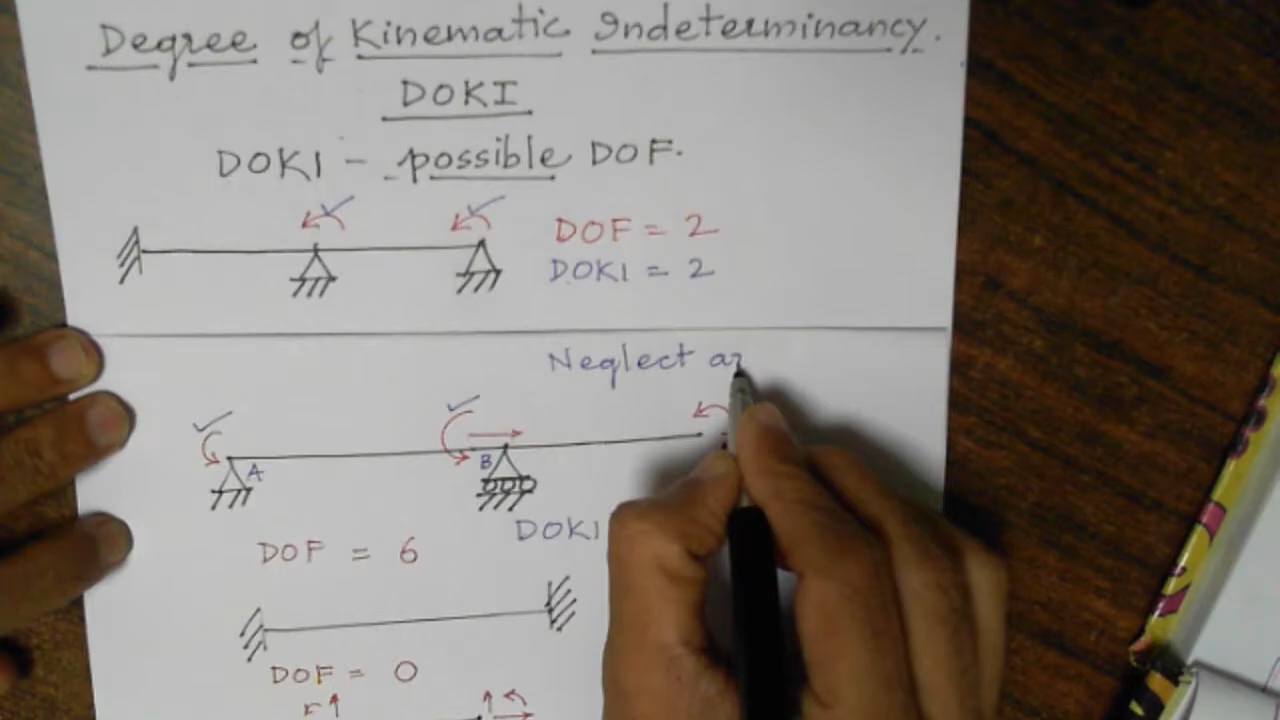 Degree of Kinematic Indeterminancy.
DOKI
DOKI - possible DOF.
DOF = 2
DOKI = 2
Neglect
A
B
DOKI
DOF = 6
DOF = 0